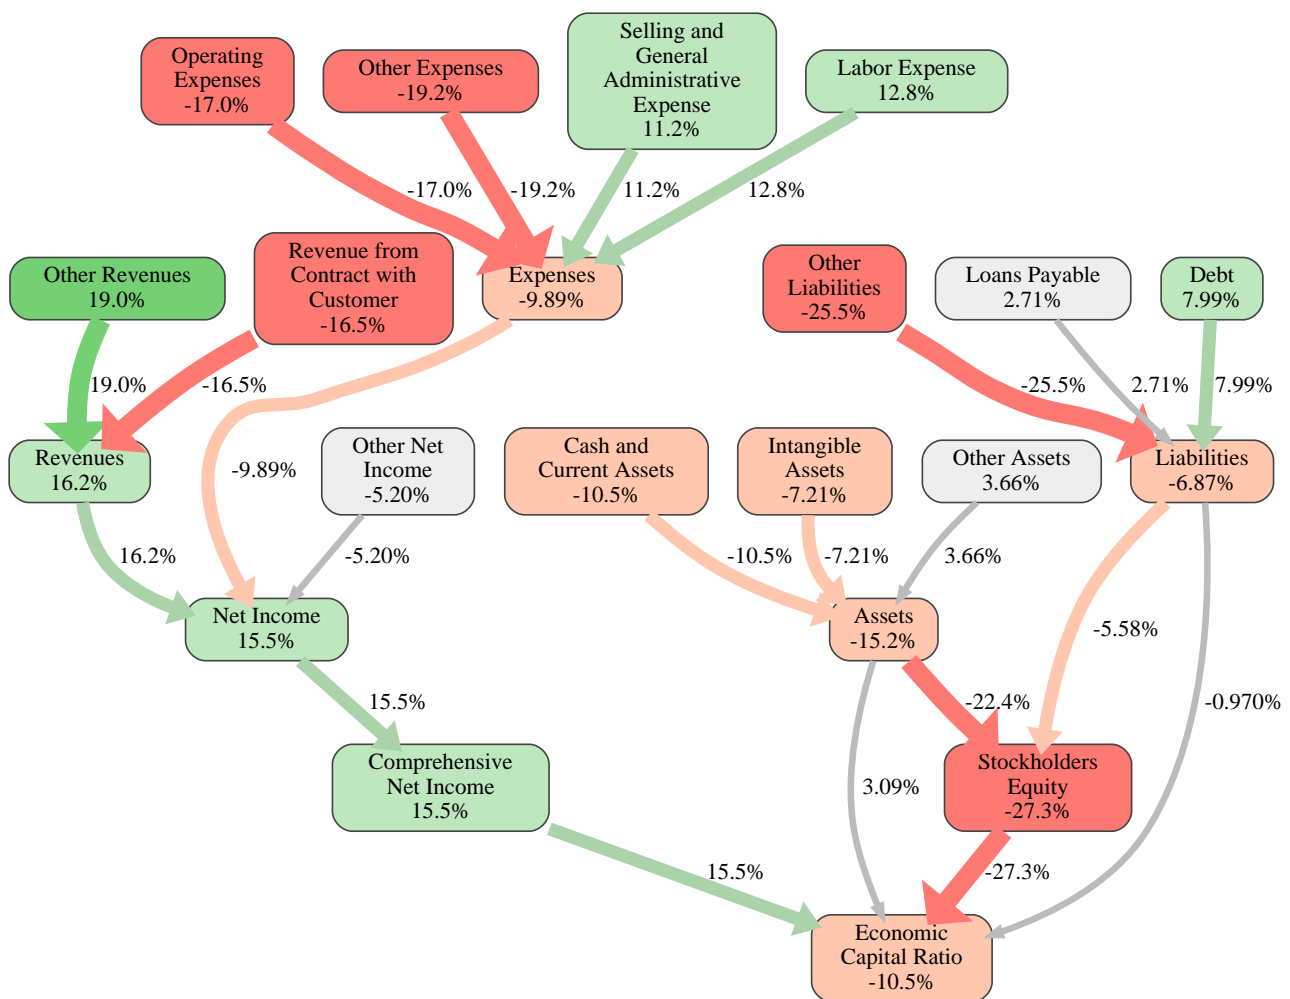 Operating
Expenses
-17.0%
Other Expenses
-19.2%
Selling and
General
Administrative
Expense
11.2%
Labor Expense
12.8%
-17.0%
-19.2%
11.2%
12.8%
Other Revenues
19.0%
Revenue from
Contract with
Customer
-16.5%
Expenses
-9.89%
Other
Liabilities
-25.5%
Loans Payable
2.71%
Debt
7.99%
19.0%
-16.5%
-25.5%
2.71%
7.99%
Revenues
16.2%
-9.89%
Other Net
Income
-5.20%
Cash and
Current Assets
-10.5%
Intangible
Assets
-7.21%
Other Assets
3.66%
Liabilities
-6.87%
16.2%
-5.20%
-10.5%
-7.21%
3.66%
Net Income
15.5%
Assets
-15.2%
-5.58%
15.5%
-22.4%
-0.970%
Comprehensive
Net Income
15.5%
3.09%
Stockholders
Equity
-27.3%
15.5%
-27.3%
Economic
Capital Ratio
-10.5%